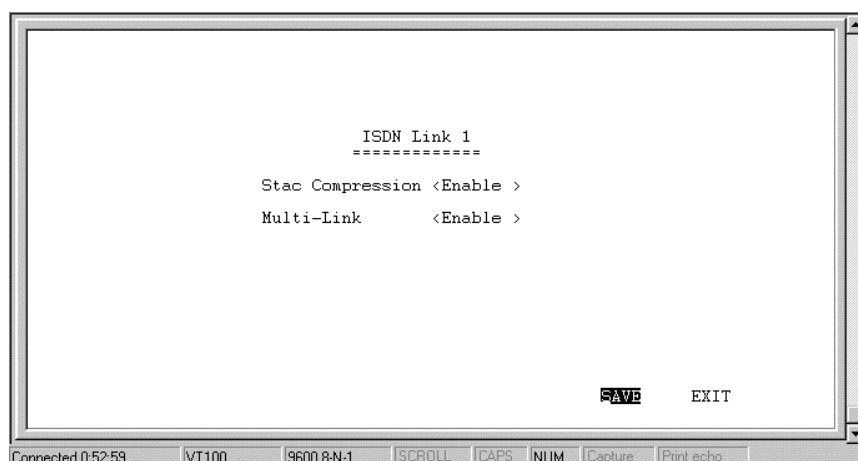 ISDN Link 1
=============
Stac Compression <Enable >
Multi-Link <Enable >
SAVE EXIT
Connected 0:52:59 VT100 9600 8-N-1 SCROLL CAPS NUM Capture Print echo